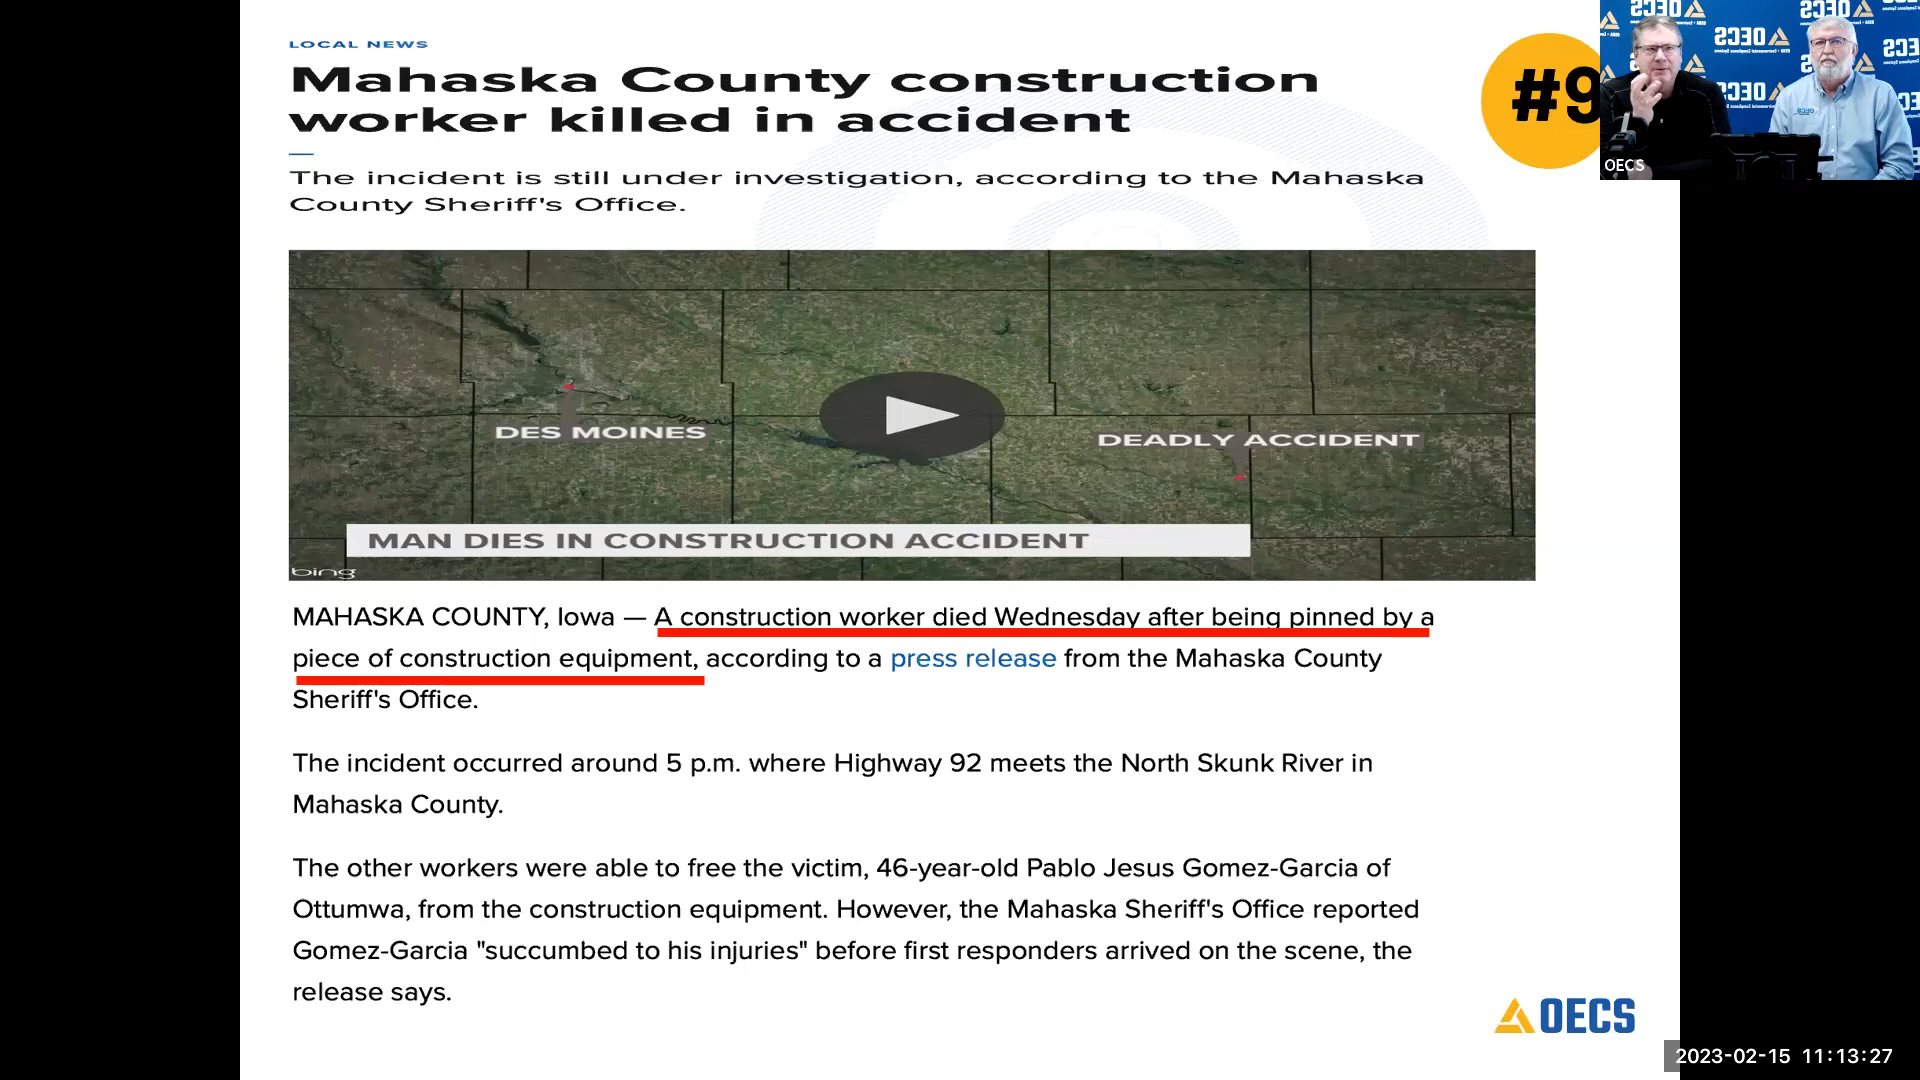 LOCAL NEWS
Mahaska County construction
worker killed in accident
#9
The incident is still under investigation, according to the Mahaska
County Sheriff's Office.
OECS
DES MOINES
DEADLY ACCIDENT
MAN DIES IN CONSTRUCTION ACCIDENT
bing
MAHASKA COUNTY, Iowa — A construction worker died Wednesday after being pinned by a
piece of construction equipment, according to a press release from the Mahaska County
Sheriff's Office.
The incident occurred around 5 p.m. where Highway 92 meets the North Skunk River in
Mahaska County.
The other workers were able to free the victim, 46-year-old Pablo Jesus Gomez-Garcia of
Ottumwa, from the construction equipment. However, the Mahaska Sheriff's Office reported
Gomez-Garcia "succumbed to his injuries" before first responders arrived on the scene, the
release says.
OECS
2023-02-15 11:13:27